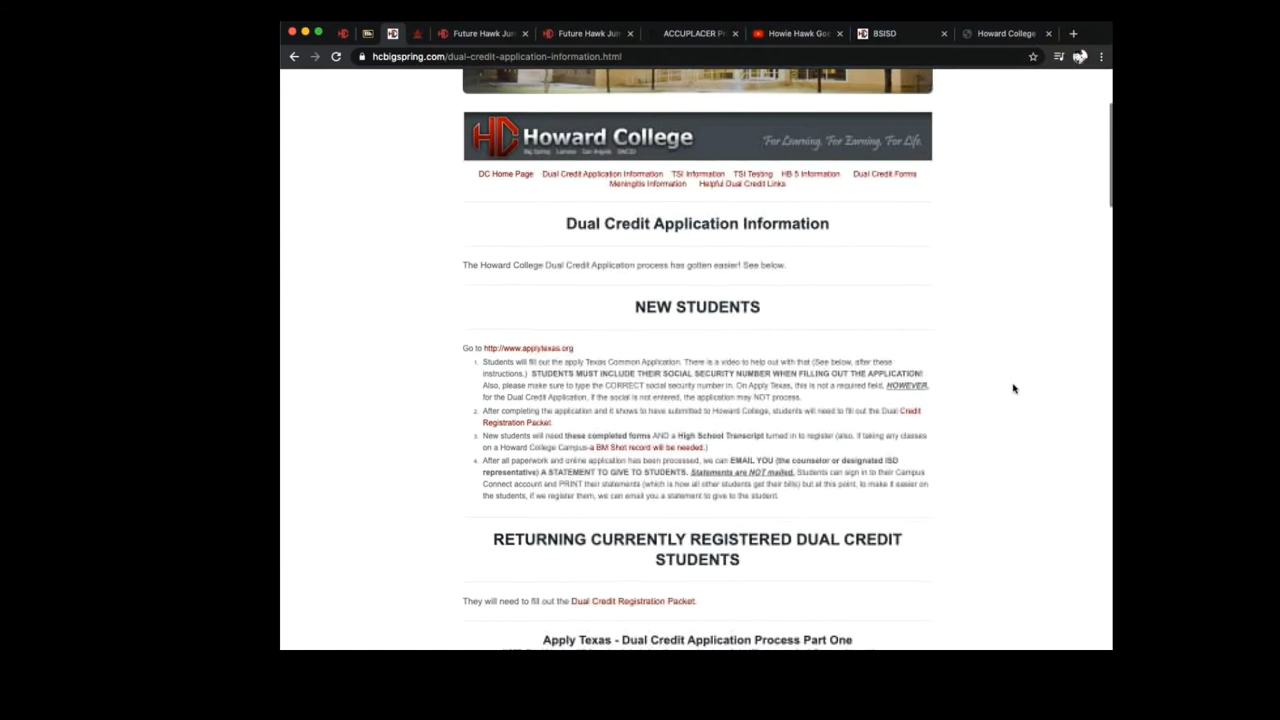 Future Hawk Jun
Future Hawk Jun
ACCUPLACER P
Howie Hawk Goe
BSISD
Howard College
hcbigspring.com/dual-credit-application-information.html
HC Howard College
Big Spring Lamesa San Angelo SWCID
For Learning. For Earning. For Life.
DC Home Page Dual Credit Application Information TSI Information TSI Testing HB 5 Information Dual Credit Forms
Meningitis Information Helpful Dual Credit Links
Dual Credit Application Information
The Howard College Dual Credit Application process has gotten easier! See below.
NEW STUDENTS
Go to http://www.applytexas.org
1. Students will fill out the apply Texas Common Application. There is a video to help out with that (See below, after these
instructions.) STUDENTS MUST INCLUDE THEIR SOCIAL SECURITY NUMBER WHEN FILLING OUT THE APPLICATION!
Also, please make sure to type the CORRECT social security number in. On Apply Texas, this is not a required field, HOWEVER,
for the Dual Credit Application, if the social is not entered, the application may NOT process.
2. After completing the application and it shows to have submitted to Howard College, students will need to fill out the Dual Credit
Registration Packet.
3. New students will need these completed forms AND a High School Transcript turned in to register (also, if taking any classes
on a Howard College Campus-a BM Shot record will be needed.)
4. After all paperwork and online application has been processed, we can EMAIL YOU (the counselor or designated ISD
representative) A STATEMENT TO GIVE TO STUDENTS. Statements are NOT mailed. Students can sign in to their Campus
Connect account and PRINT their statements (which is how all other students get their bills) but at this point, to make it easier on
the students, if we register them, we can email you a statement to give to the student.
RETURNING CURRENTLY REGISTERED DUAL CREDIT
STUDENTS
They will need to fill out the Dual Credit Registration Packet.
Apply Texas - Dual Credit Application Process Part One